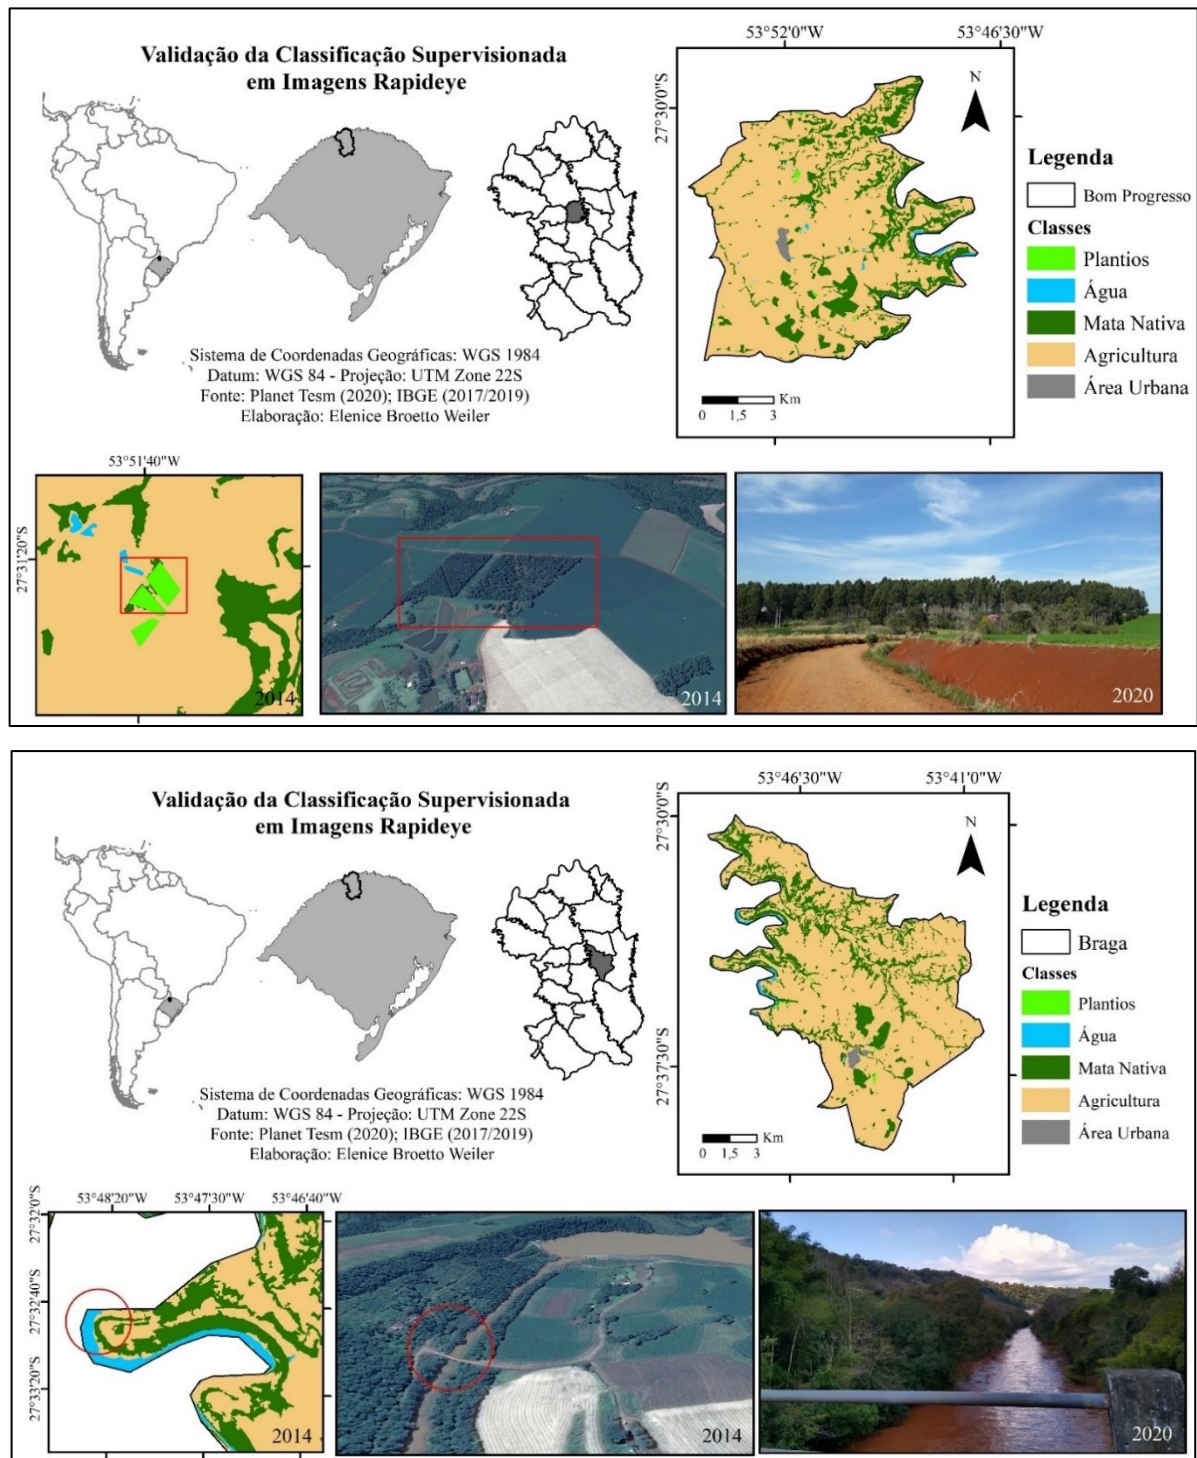 Validação da Classificação Supervisionada
em Imagens Rapideye
53°52'0"W
53°46'30"W
27°30'0"S
N
Legenda
Bom Progresso
Classes
Plantios
Água
Mata Nativa
Agricultura
Área Urbana
Km
0 1,5 3
Sistema de Coordenadas Geográficas: WGS 1984
Datum: WGS 84 - Projeção: UTM Zone 22S
Fonte: Planet Tesm (2020); IBGE (2017/2019)
Elaboração: Elenice Broetto Weiler
53°51'40"W
27°31'20"S
2014
2014
2020
Validação da Classificação Supervisionada
em Imagens Rapideye
53°46'30"W
53°41'0"W
27°30'0"S
27°37'30"S
N
Legenda
Braga
Classes
Plantios
Água
Mata Nativa
Agricultura
Área Urbana
Km
0 1,5 3
Sistema de Coordenadas Geográficas: WGS 1984
Datum: WGS 84 - Projeção: UTM Zone 22S
Fonte: Planet Tesm (2020); IBGE (2017/2019)
Elaboração: Elenice Broetto Weiler
53°48'20"W
53°47'30"W
53°46'40"W
27°32'0"S
27°32'40"S
27°33'20"S
2014
2014
2020